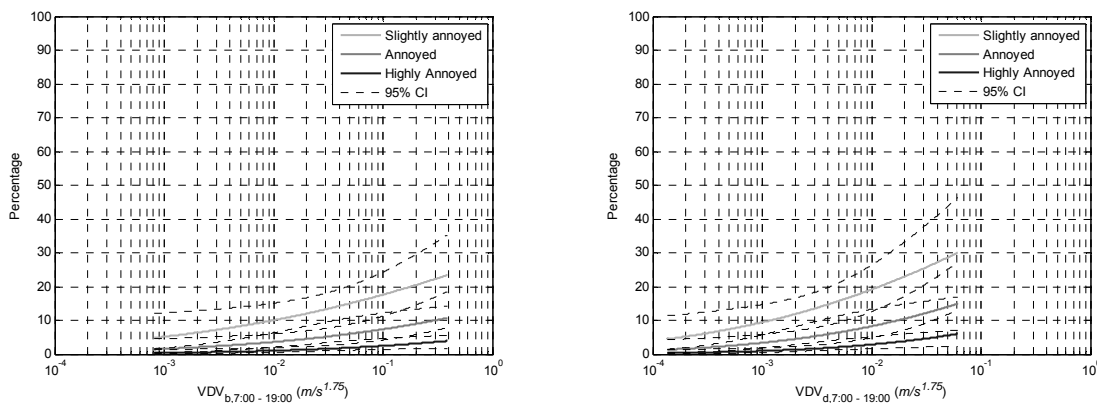 100
90
80
70
60
50
40
30
20
10
0
Percentage
Slightly annoyed
Annoyed
Highly Annoyed
95% CI
10^-4
10^-3
10^-2
10^-1
10^0
VDV_b,7:00 - 19:00 (m/s^1.75)
100
90
80
70
60
50
40
30
20
10
0
Percentage
Slightly annoyed
Annoyed
Highly Annoyed
95% CI
10^-4
10^-3
10^-2
10^-1
10^0
VDV_d,7:00 - 19:00 (m/s^1.75)